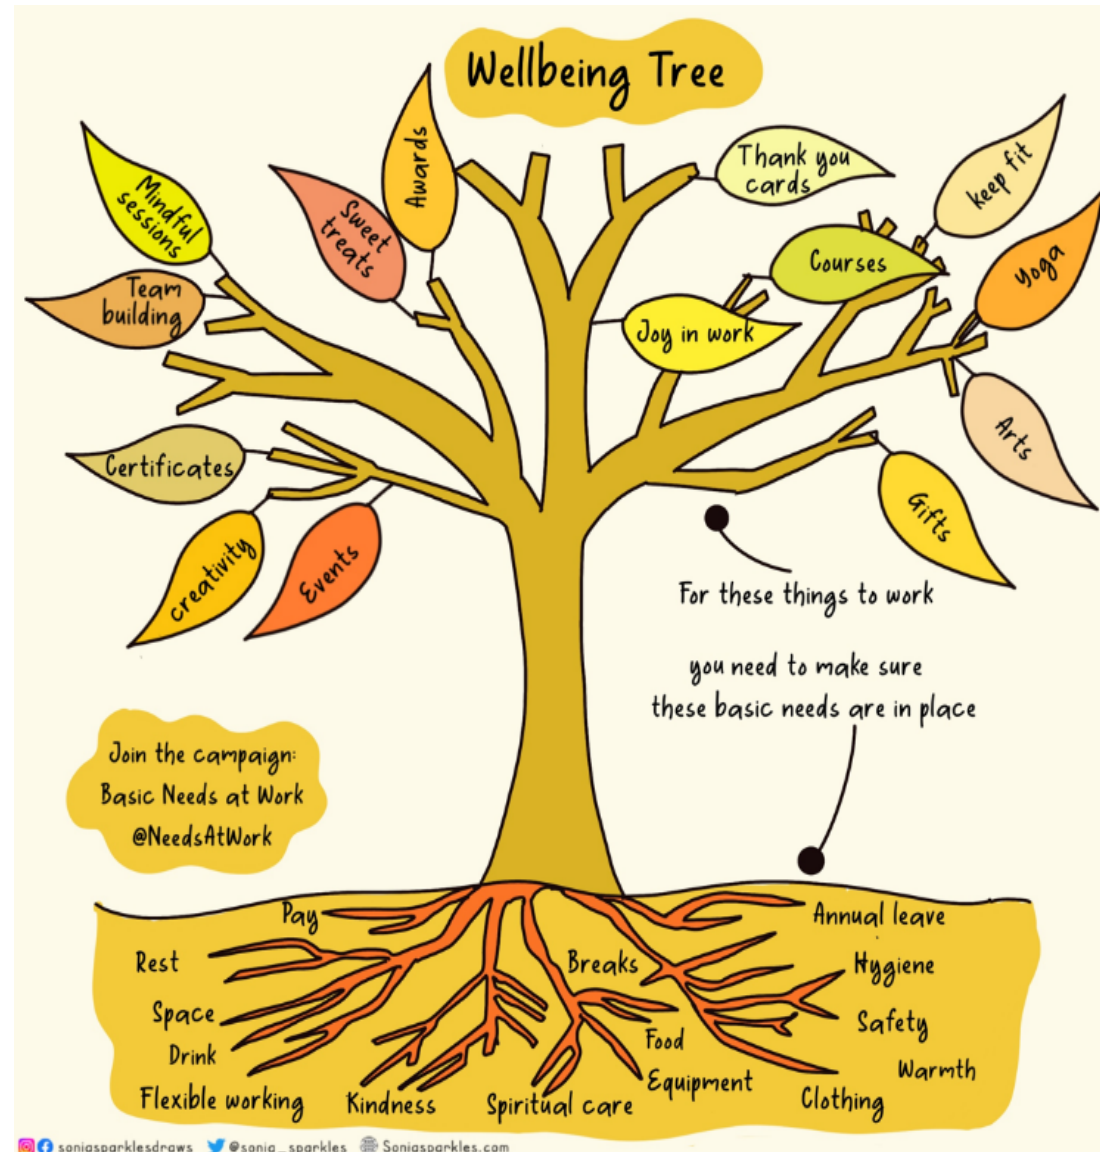 Wellbeing Tree
Mindful
sessions
Sweet
treats
Awards
Thank you
cards
Keep fit
Team
building
Joy in work
Courses
Yoga
Certificates
Arts
Creativity
Events
Gifts
For these things to work
you need to make sure
these basic needs are in place
Join the campaign:
Basic Needs at Work
@NeedsAtWork
Pay
Annual leave
Rest
Breaks
Hygiene
Space
Safety
Drink
Food
Warmth
Flexible working
Kindness
Spiritual care
Equipment
Clothing
soniasparklesdraws @sonia_sparkles Soniasparkles.com